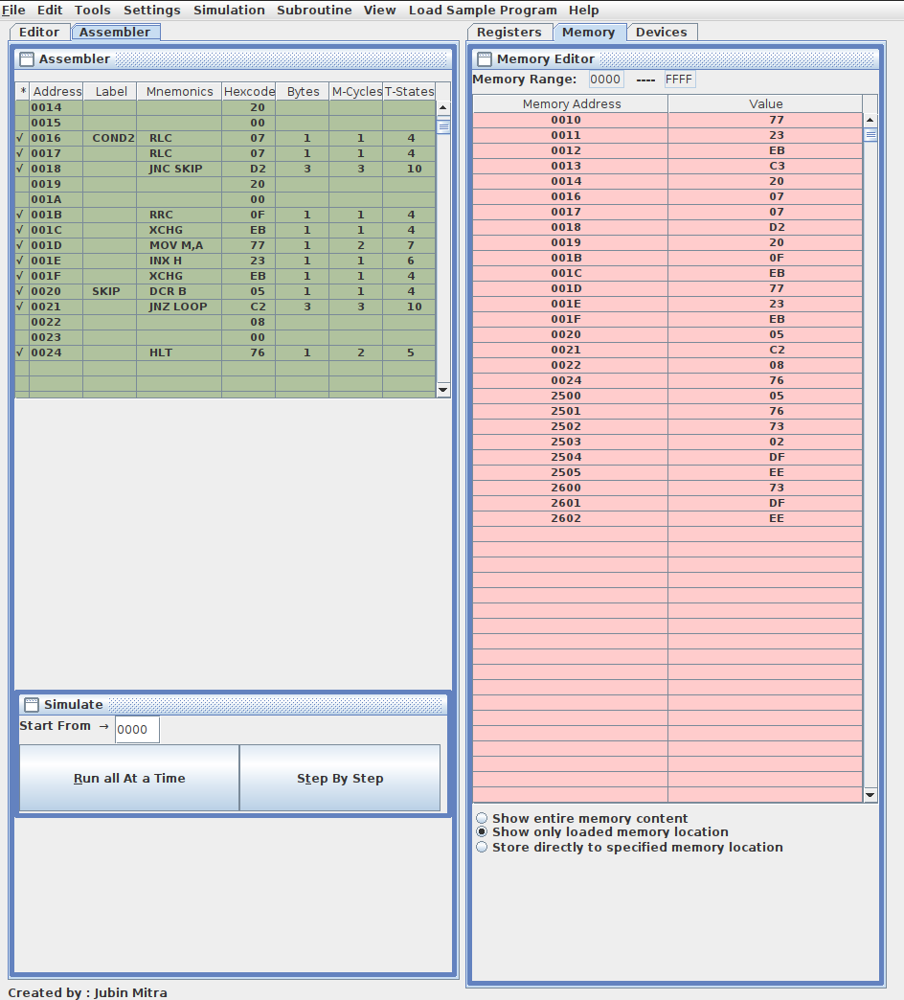 File Edit Tools Settings Simulation Subroutine View Load Sample Program Help
Editor Assembler
Assembler
* Address Label Mnemonics Hexcode Bytes M-Cycles T-States
0014 20
0015 00
√ 0016 COND2 RLC 07 1 1 4
√ 0017 RLC 07 1 1 4
√ 0018 JNC SKIP D2 3 3 10
0019 20
001A 00
√ 001B RRC 0F 1 1 4
√ 001C XCHG EB 1 1 4
√ 001D MOV M,A 77 1 2 7
√ 001E INX H 23 1 1 6
√ 001F XCHG EB 1 1 4
√ 0020 SKIP DCR B 05 1 1 4
√ 0021 JNZ LOOP C2 3 3 10
0022 08
0023 00
√ 0024 HLT 76 1 2 5
Simulate
Start From → 0000
Run all At a Time Step By Step
Registers Memory Devices
Memory Editor
Memory Range: 0000 ---- FFFF
Memory Address Value
0010 77
0011 23
0012 EB
0013 C3
0014 20
0016 07
0017 07
0018 D2
0019 20
001B 0F
001C EB
001D 77
001E 23
001F EB
0020 05
0021 C2
0022 08
0024 76
2500 05
2501 76
2502 73
2503 02
2504 DF
2505 EE
2600 73
2601 DF
2602 EE
Show entire memory content
Show only loaded memory location
Store directly to specified memory location
Created by : Jubin Mitra